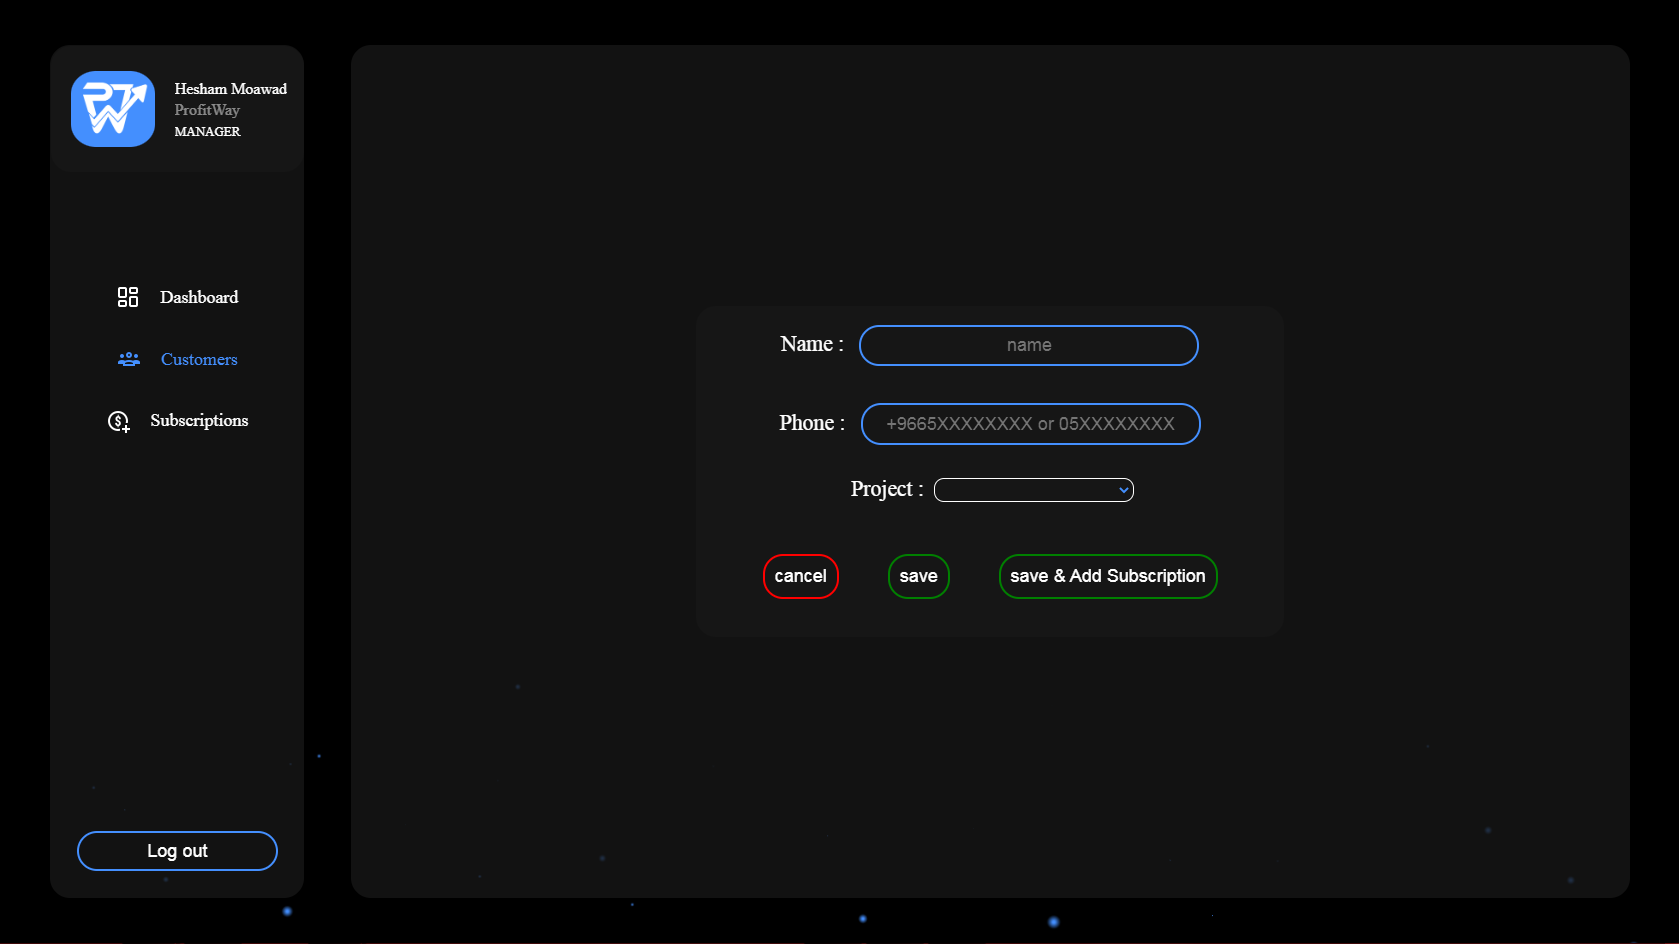 Hesham Moawad
ProfitWay
MANAGER
Dashboard
Customers
Subscriptions
Log out
Name : name
Phone : +9665XXXXXXXX or 05XXXXXXXX
Project :
cancel save save & Add Subscription